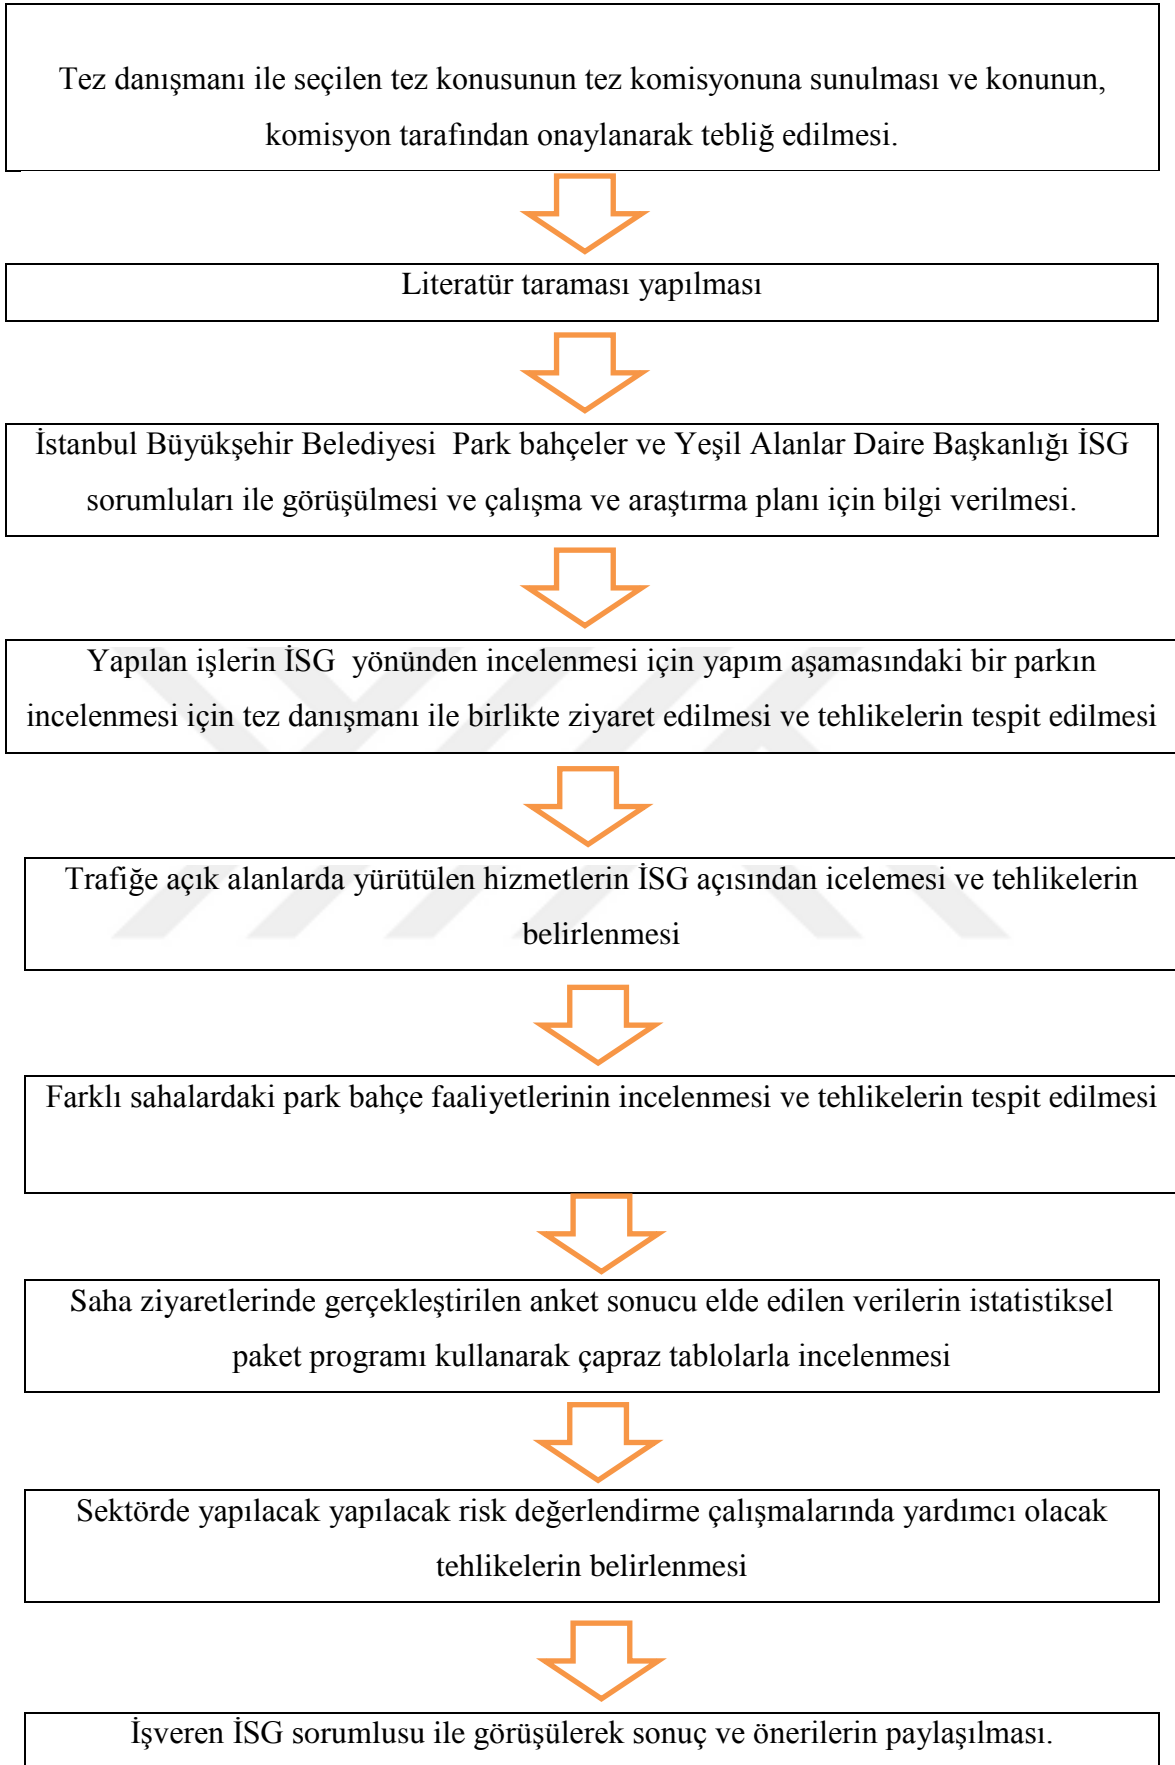 Tez danışmanı ile seçilen tez konusunun tez komisyonuna sunulması ve konunun,
komisyon tarafından onaylanarak tebliğ edilmesi.
Literatür taraması yapılması
İstanbul Büyükşehir Belediyesi  Park bahçeler ve Yeşil Alanlar Daire Başkanlığı İSG
sorumluları ile görüşülmesi ve çalışma ve araştırma planı için bilgi verilmesi.
Yapılan işlerin İSG  yönünden incelenmesi için yapım aşamasındaki bir parkın
incelenmesi için tez danışmanı ile birlikte ziyaret edilmesi ve tehlikelerin tespit edilmesi
Trafiğe açık alanlarda yürütülen hizmetlerin İSG açısından icelemesi ve tehlikelerin
belirlenmesi
Farklı sahalardaki park bahçe faaliyetlerinin incelenmesi ve tehlikelerin tespit edilmesi
Saha ziyaretlerinde gerçekleştirilen anket sonucu elde edilen verilerin istatistiksel
paket programı kullanarak çapraz tablolarla incelenmesi
Sektörde yapılacak yapılacak risk değerlendirme çalışmalarında yardımcı olacak
tehlikelerin belirlenmesi
İşveren İSG sorumlusu ile görüşülerek sonuç ve önerilerin paylaşılması.